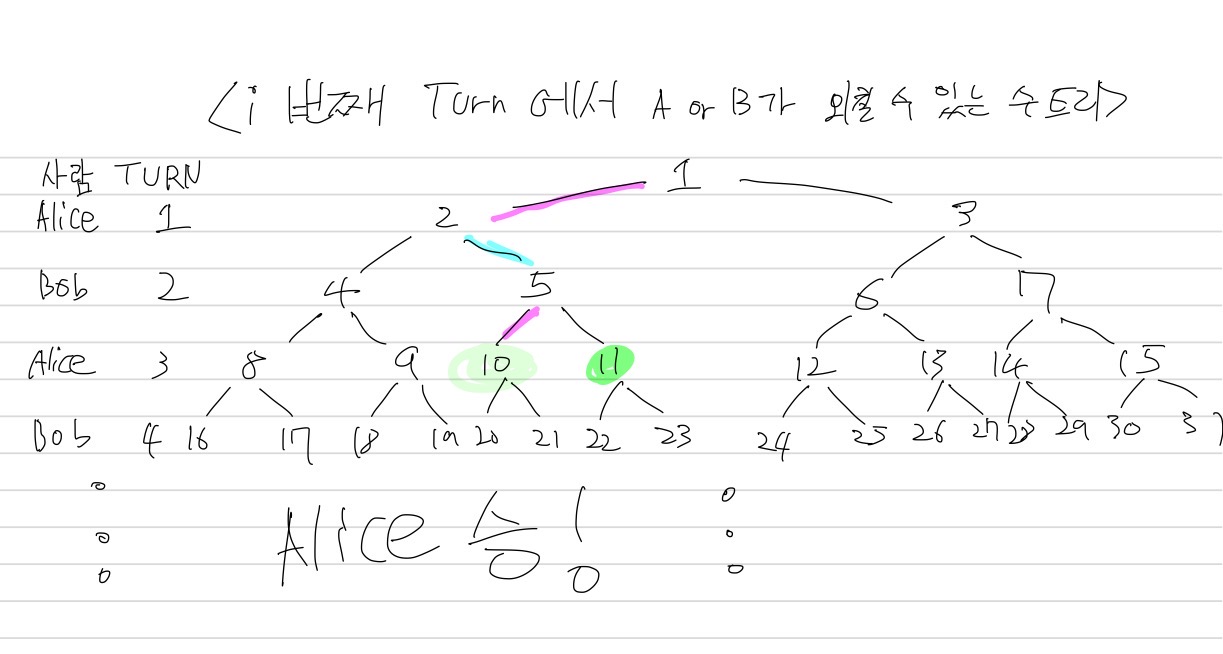 <i 번째 Turn 에서 A or B가 외칠 수 있는 수 트리>
사람 TURN 1
Alice 1 2 3
Bob 2 4 5 6 7
Alice 3 8 9 10 11 12 13 14 15
Bob 4 16 17 18 19 20 21 22 23 24 25 26 27 28 29 30 31
Alice 승!